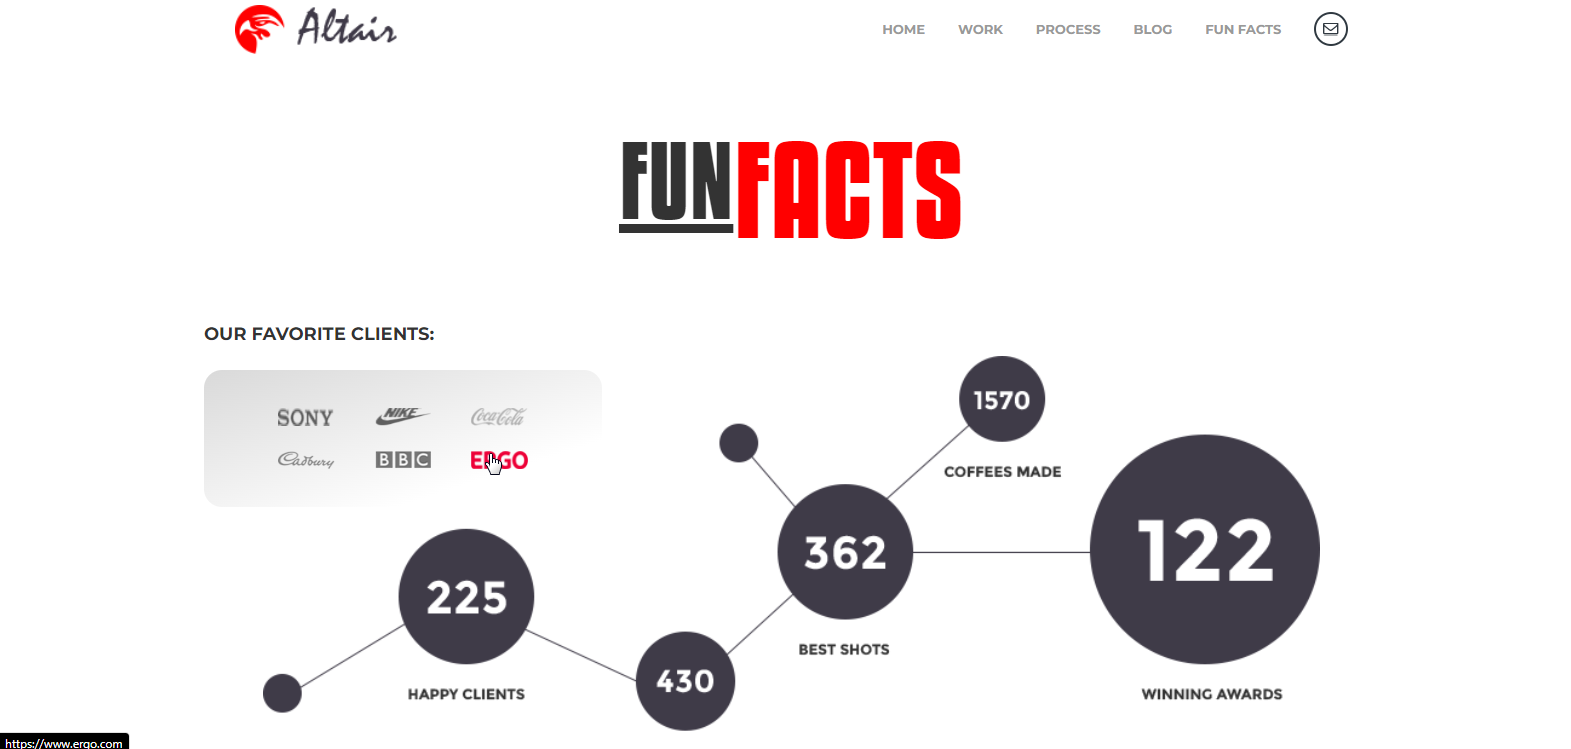 Altair
HOME WORK PROCESS BLOG FUN FACTS
FUNFACTS
OUR FAVORITE CLIENTS:
SONY NIKE Coca-Cola
Cadbury BBC ERGO
1570
COFFEES MADE
122
362
225
BEST SHOTS
430
HAPPY CLIENTS
WINNING AWARDS
https://www.ergo.com